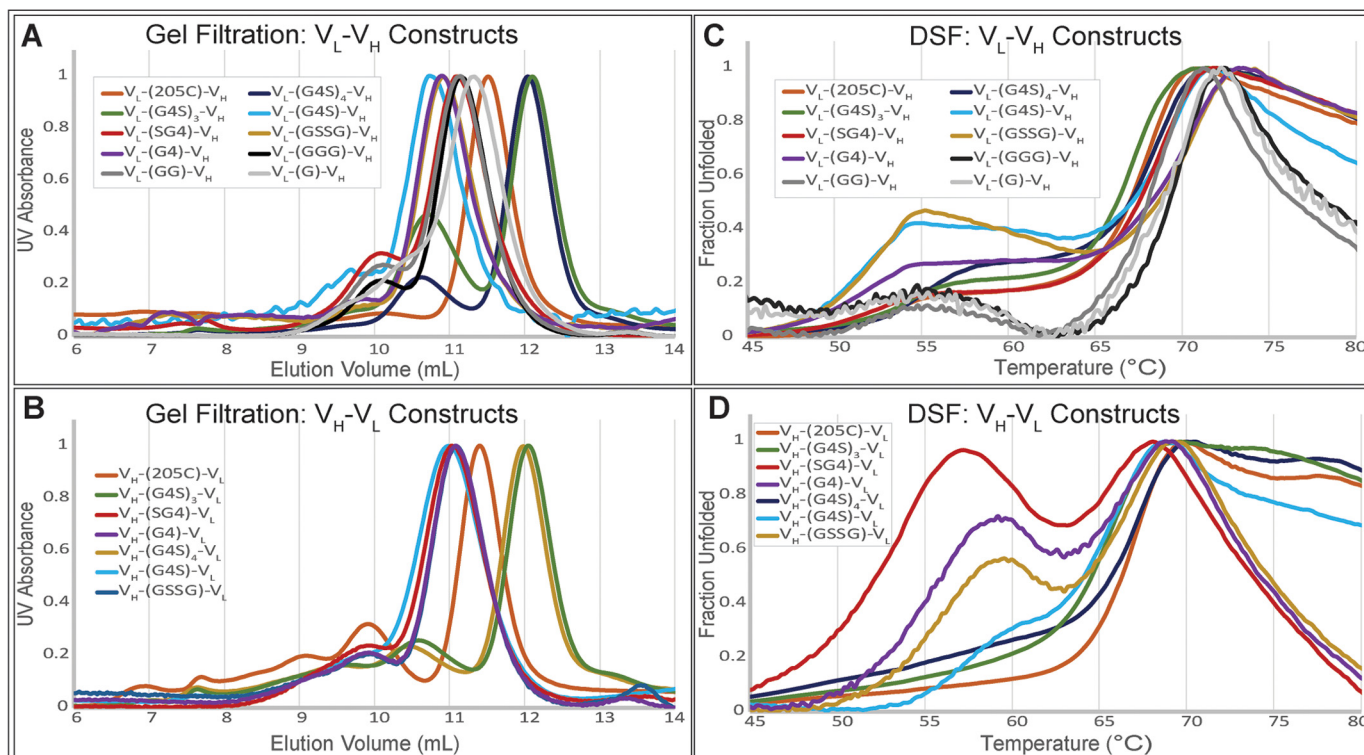 A
Gel Filtration: VL-VH Constructs
VL-(205C)-VH
VL-(G4S)4-VH
VL-(G4S)3-VH
VL-(G4S)-VH
VL-(SG4)-VH
VL-(GSSG)-VH
VL-(G4)-VH
VL-(GGG)-VH
VL-(GG)-VH
VL-(G)-VH
UV Absorbance
1
0.8
0.6
0.4
0.2
0
6 7 8 9 10 11 12 13 14
Elution Volume (mL)
C
DSF: VL-VH Constructs
VL-(205C)-VH
VL-(G4S)4-VH
VL-(G4S)3-VH
VL-(G4S)-VH
VL-(SG4)-VH
VL-(GSSG)-VH
VL-(G4)-VH
VL-(GGG)-VH
VL-(GG)-VH
VL-(G)-VH
Fraction Unfolded
1
0.8
0.6
0.4
0.2
0
45 50 55 60 65 70 75 80
Temperature (°C)
B
Gel Filtration: VH-VL Constructs
VH-(205C)-VL
VH-(G4S)3-VL
VH-(SG4)-VL
VH-(G4)-VL
VH-(G4S)4-VL
VH-(G4S)-VL
VH-(GSSG)-VL
UV Absorbance
1
0.8
0.6
0.4
0.2
0
6 7 8 9 10 11 12 13 14
Elution Volume (mL)
D
DSF: VH-VL Constructs
VH-(205C)-VL
VH-(G4S)3-VL
VH-(SG4)-VL
VH-(G4)-VL
VH-(G4S)4-VL
VH-(G4S)-VL
VH-(GSSG)-VL
Fraction Unfolded
1
0.8
0.6
0.4
0.2
0
45 50 55 60 65 70 75 80
Temperature (°C)